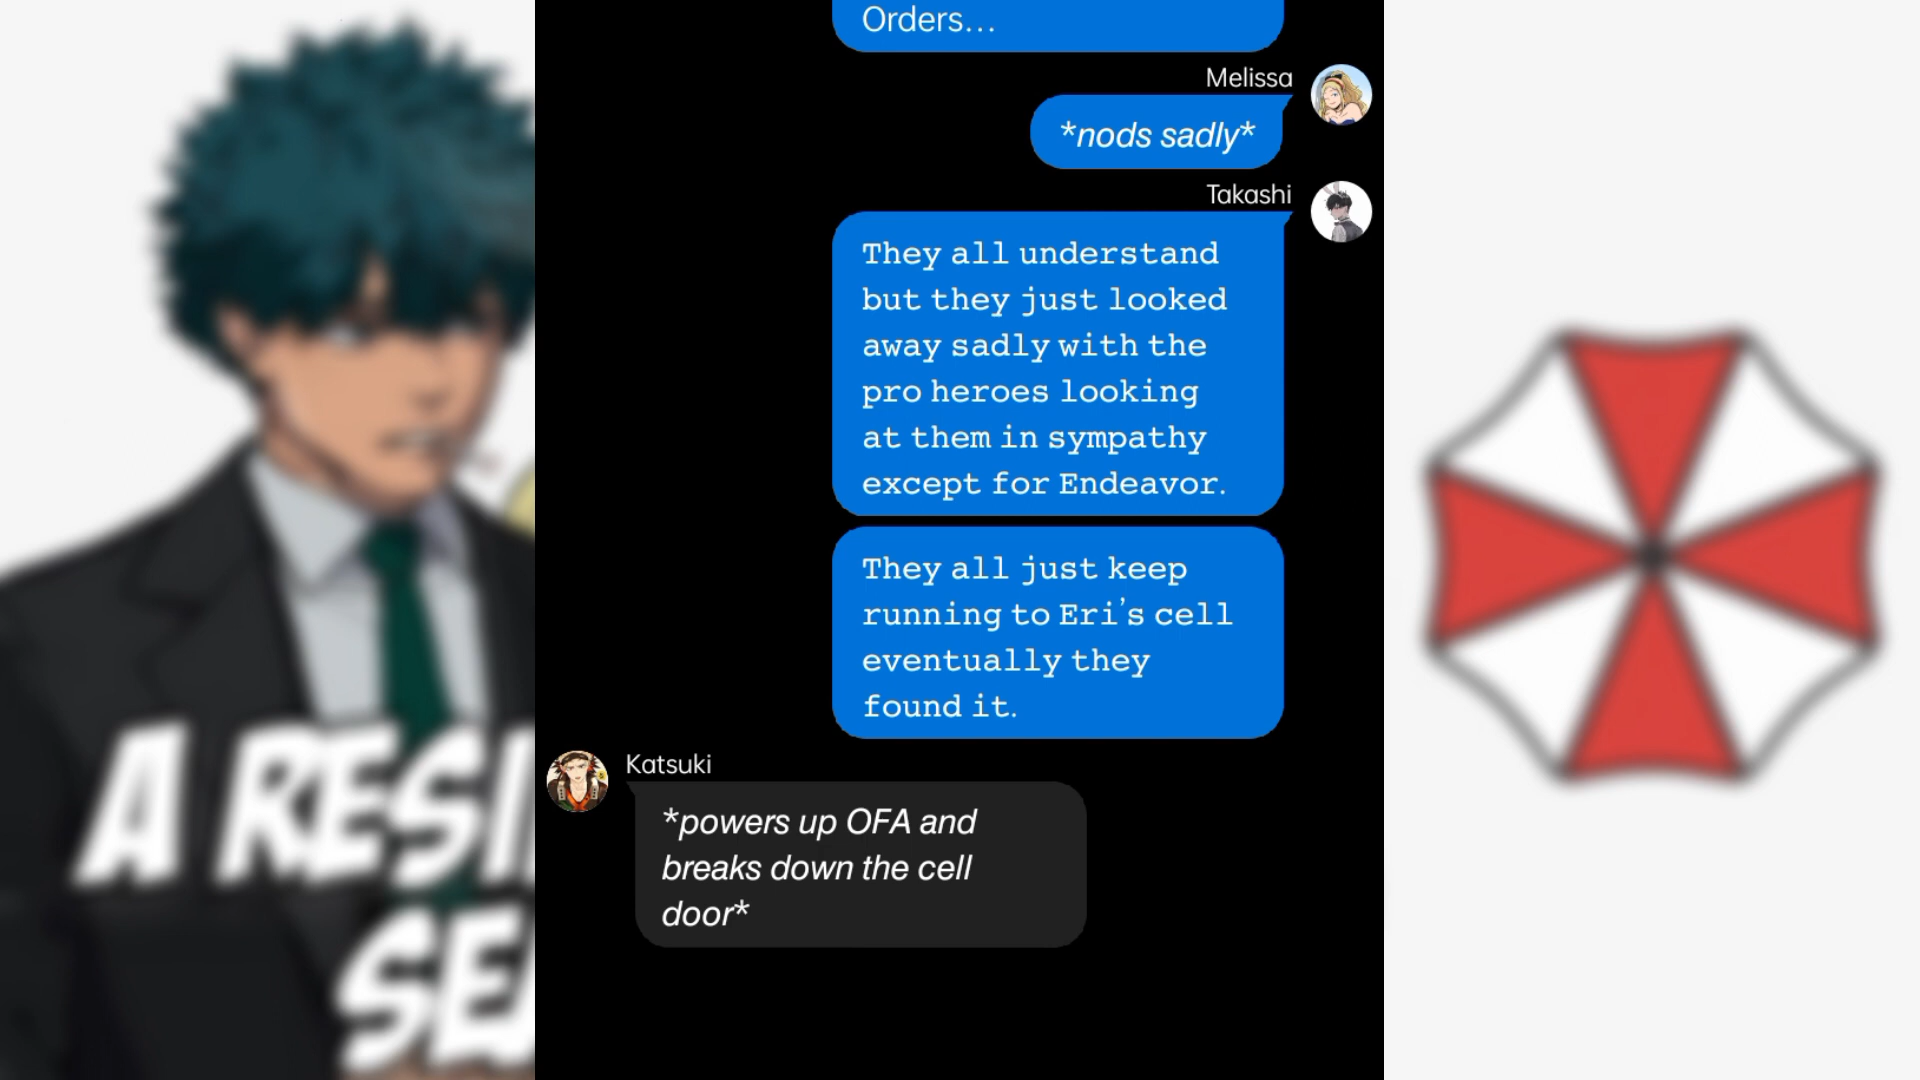 Orders...
Melissa
*nods sadly*
Takashi
They all understand
but they just looked
away sadly with the
pro heroes looking
at them in sympathy
except for Endeavor.
They all just keep
running to Eri's cell
eventually they
found it.
Katsuki
*powers up OFA and
breaks down the cell
door*
A RESI
SE